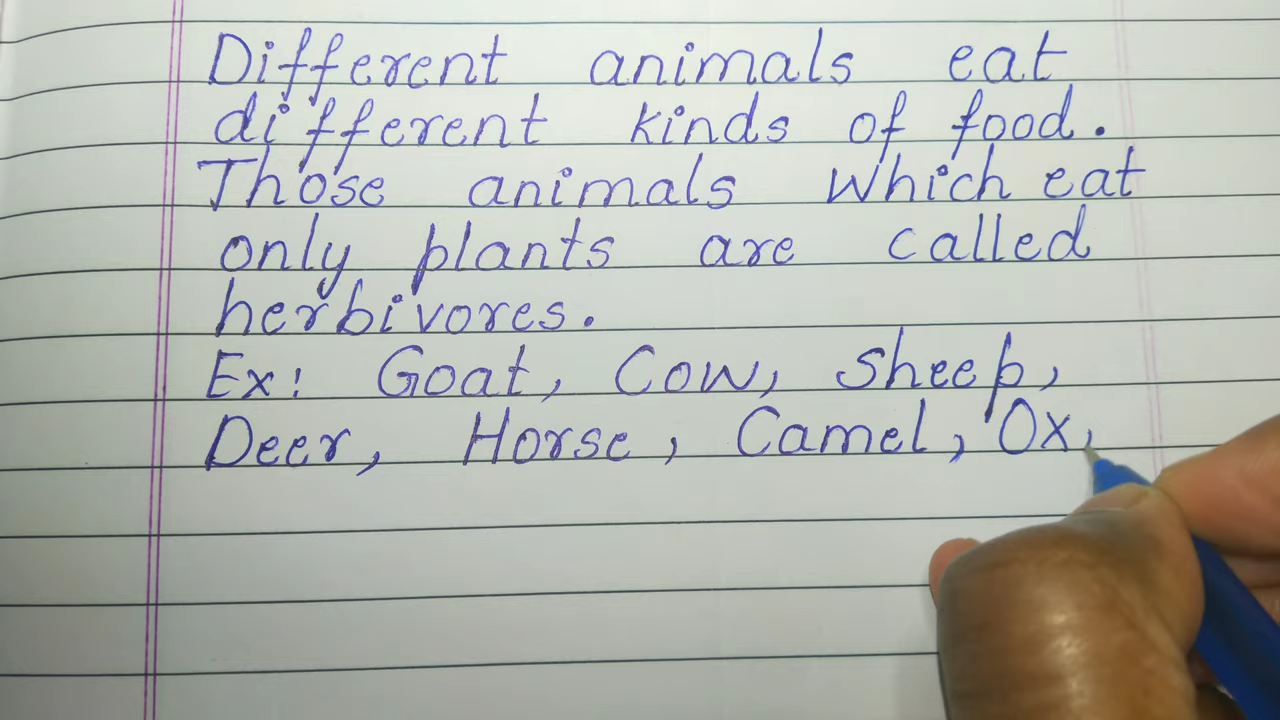 Different animals eat
different kinds of food.
Those animals which eat
only plants are called
herbivores.
Ex: Goat, Cow, Sheep,
Deer, Horse, Camel, Ox,